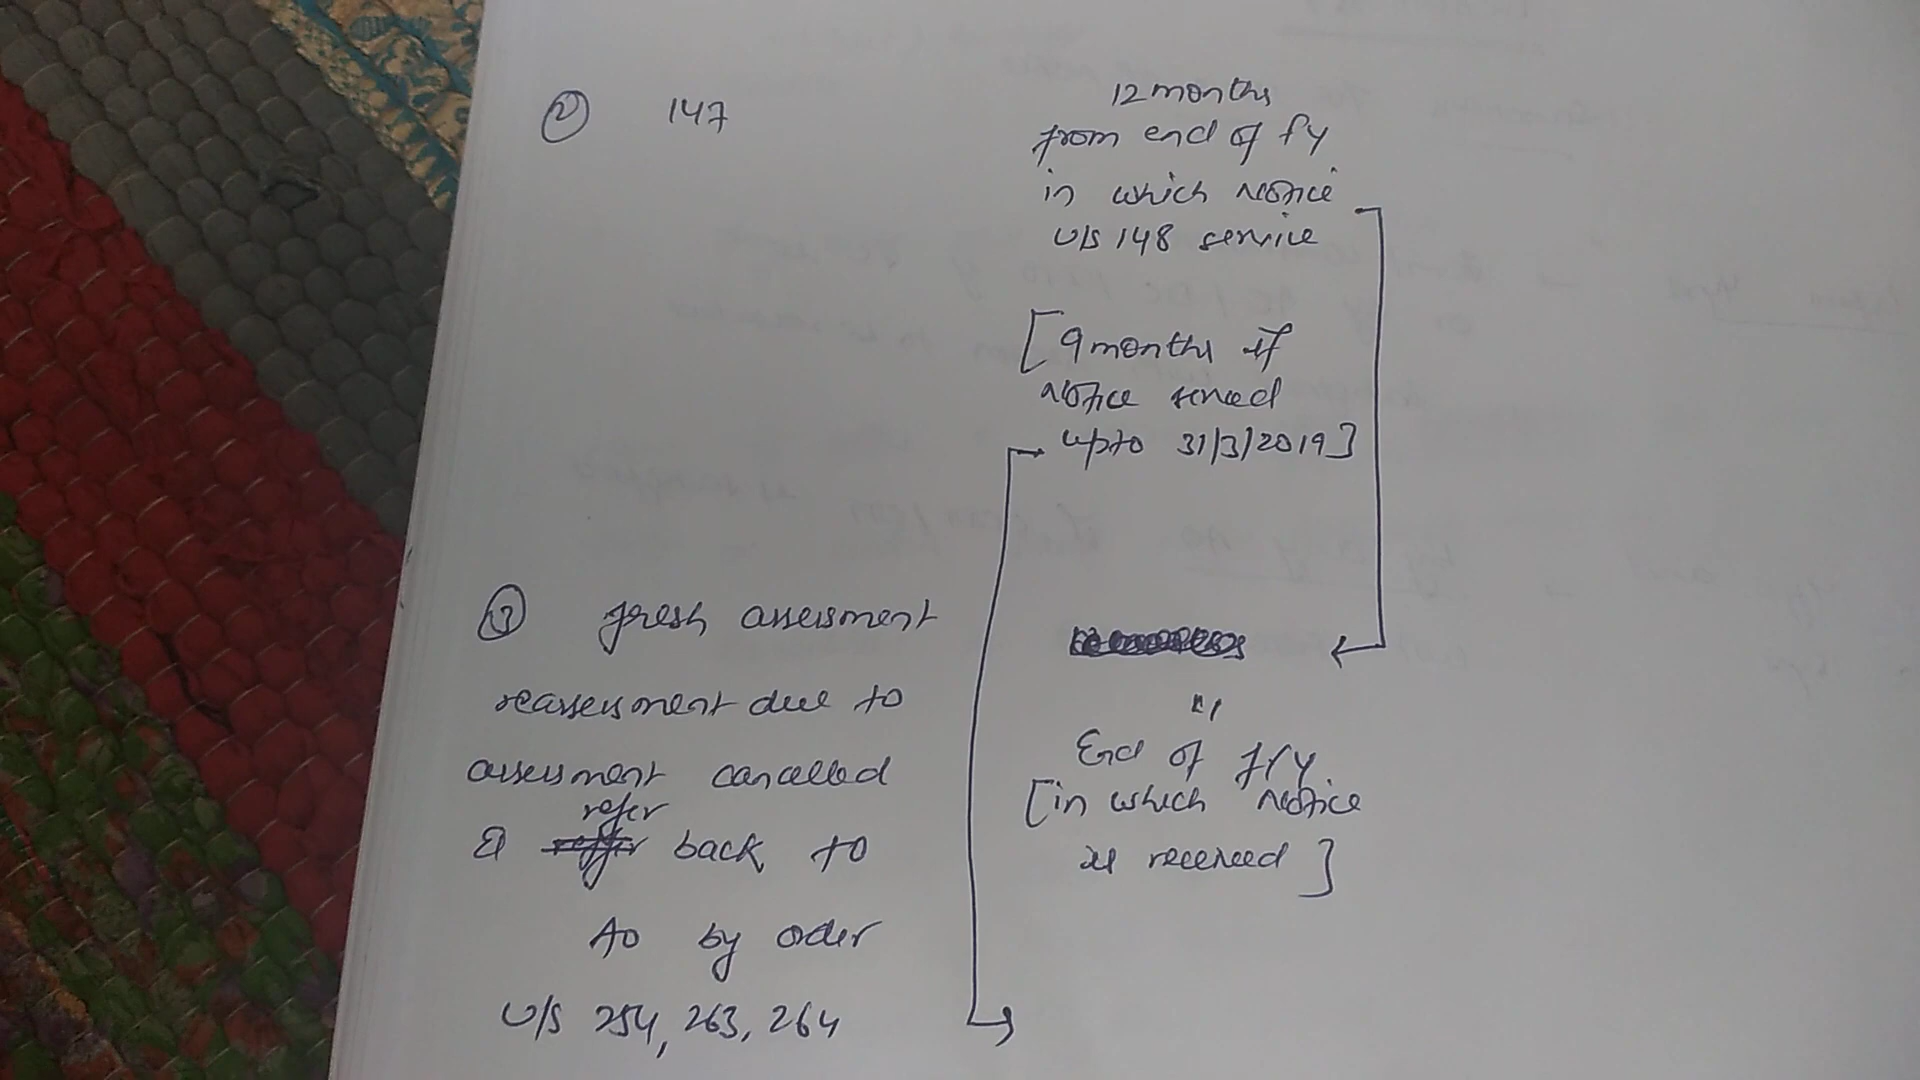 ② 147
12 months
from end of fy
in which notice
u/s 148 service
[9 months if
notice served
upto 31/3/2019]
③ fresh assessment
reassessment due to
assessment cancelled
refer
& back to
AO by order
u/s 254, 263, 264
"
End of f/y.
[in which notice
is received]